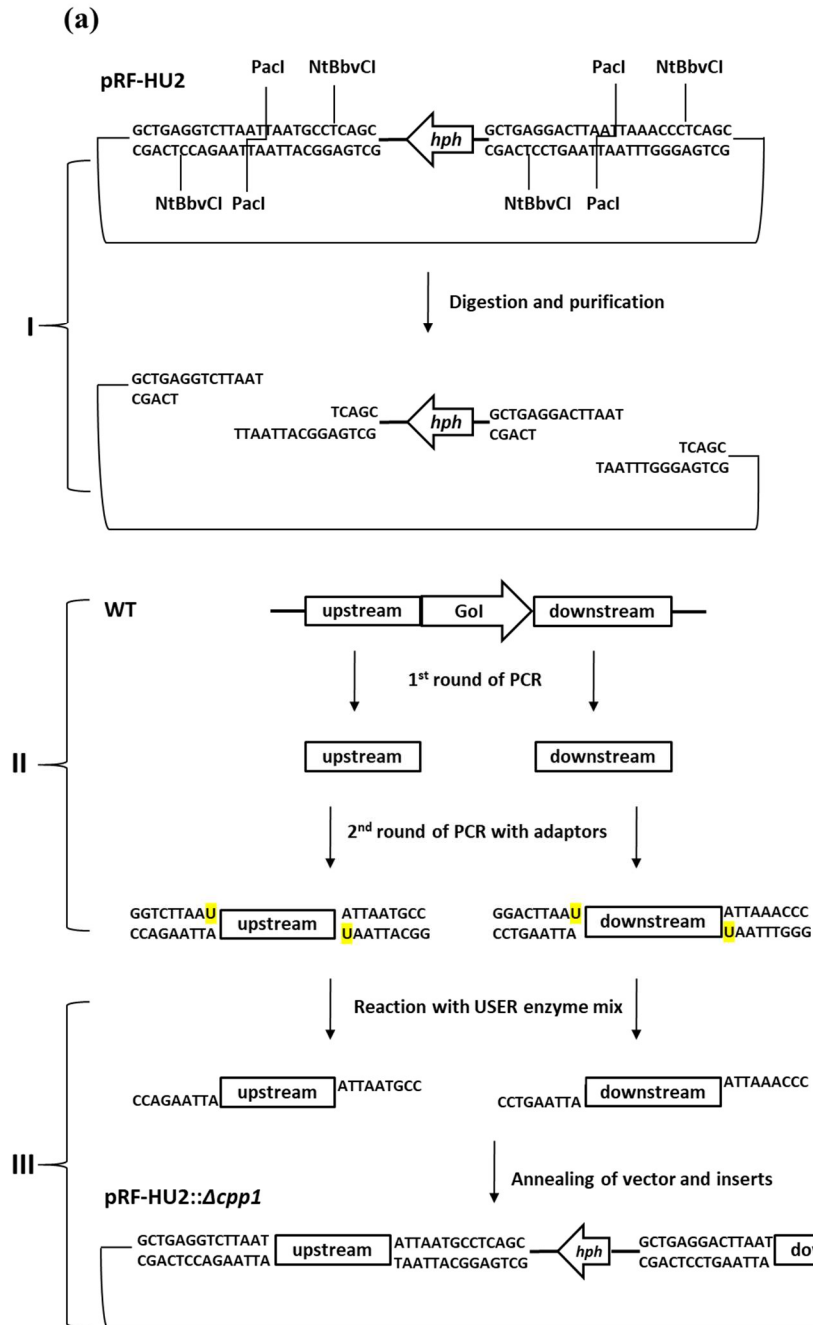 (a)
pRF-HU2
PacI NtBbvCI PacI NtBbvCI
GCTGAGGTCTTAATTAATGCCTCAGC hph GCTGAGGACTTAATTAAACCCTCAGC
CGACTCCAGAATTAATTACGGAGTCG CGACTCCTGAATTAATTTGGGAGTCG
NtBbvCI PacI NtBbvCI PacI
I
Digestion and purification
GCTGAGGTCTTAAT
CGACT
TCAGC hph GCTGAGGACTTAAT
TTAATTACGGAGTCG CGACT
TCAGC
TAATTTGGGAGTCG
II
WT
upstream GoI downstream
1st round of PCR
upstream downstream
2nd round of PCR with adaptors
GGTCTTAAU upstream ATTAATGCC GGACTTAAU downstream ATTAAACCC
CCAGAATTA UAATTACGG CCTGAATTA UAATTTGGG
III
Reaction with USER enzyme mix
CCAGAATTA upstream ATTAATGCC CCTGAATTA downstream ATTAAACCC
Annealing of vector and inserts
pRF-HU2::Δcpp1
GCTGAGGTCTTAAT upstream ATTAATGCCTCAGC hph GCTGAGGACTTAAT do
CGACTCCAGAATTA TAATTACGGAGTCG CGACTCCTGAATTA